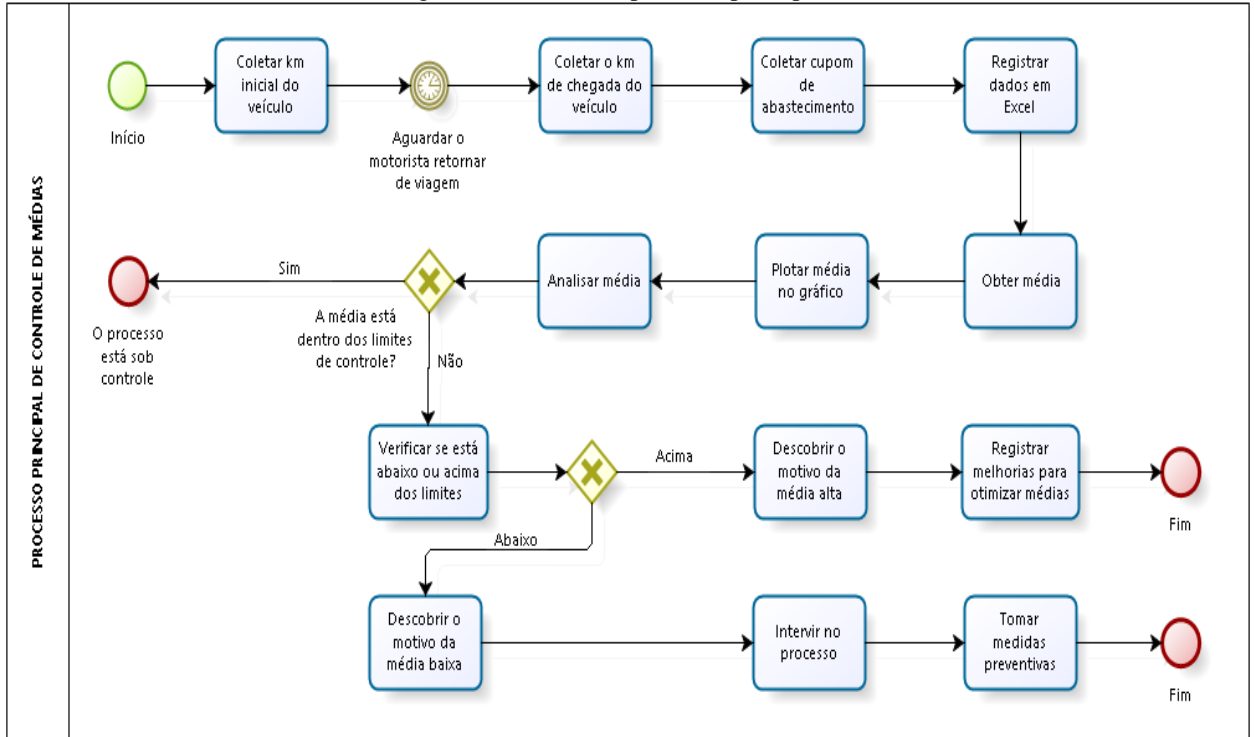 PROCESSO PRINCIPAL DE CONTROLE DE MÉDIAS
Início
Coletar km
inicial do
veículo
Aguardar o
motorista retornar
de viagem
Coletar o km
de chegada do
veículo
Coletar cupom
de
abastecimento
Registrar
dados em
Excel
Obter média
Plotar média
no gráfico
Analisar média
A média está
dentro dos limites
de controle?
Sim
O processo
está sob
controle
Não
Verificar se está
abaixo ou acima
dos limites
Acima
Descobrir o
motivo da
média alta
Registrar
melhorias para
otimizar médias
Fim
Abaixo
Descobrir o
motivo da
média baixa
Intervir no
processo
Tomar
medidas
preventivas
Fim